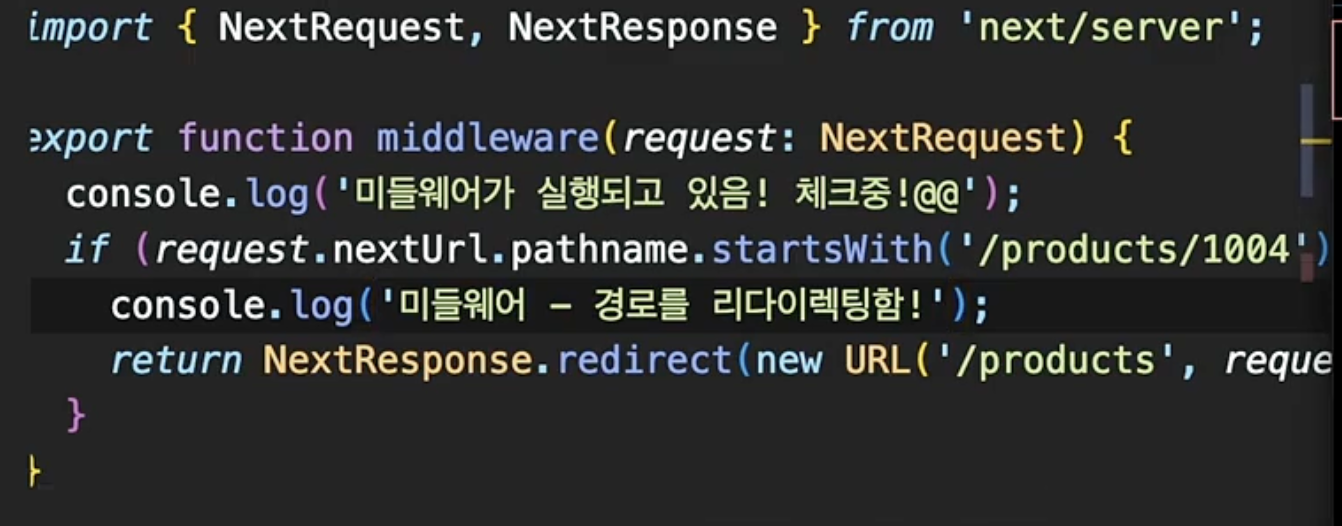 import { NextRequest, NextResponse } from 'next/server';
export function middleware(request: NextRequest) {
console.log('미들웨어가 실행되고 있음! 체크중!@@');
if (request.nextUrl.pathname.startsWith('/products/1004')
console.log('미들웨어 – 경로를 리다이렉팅함!');
return NextResponse.redirect(new URL('/products', reque
}
}